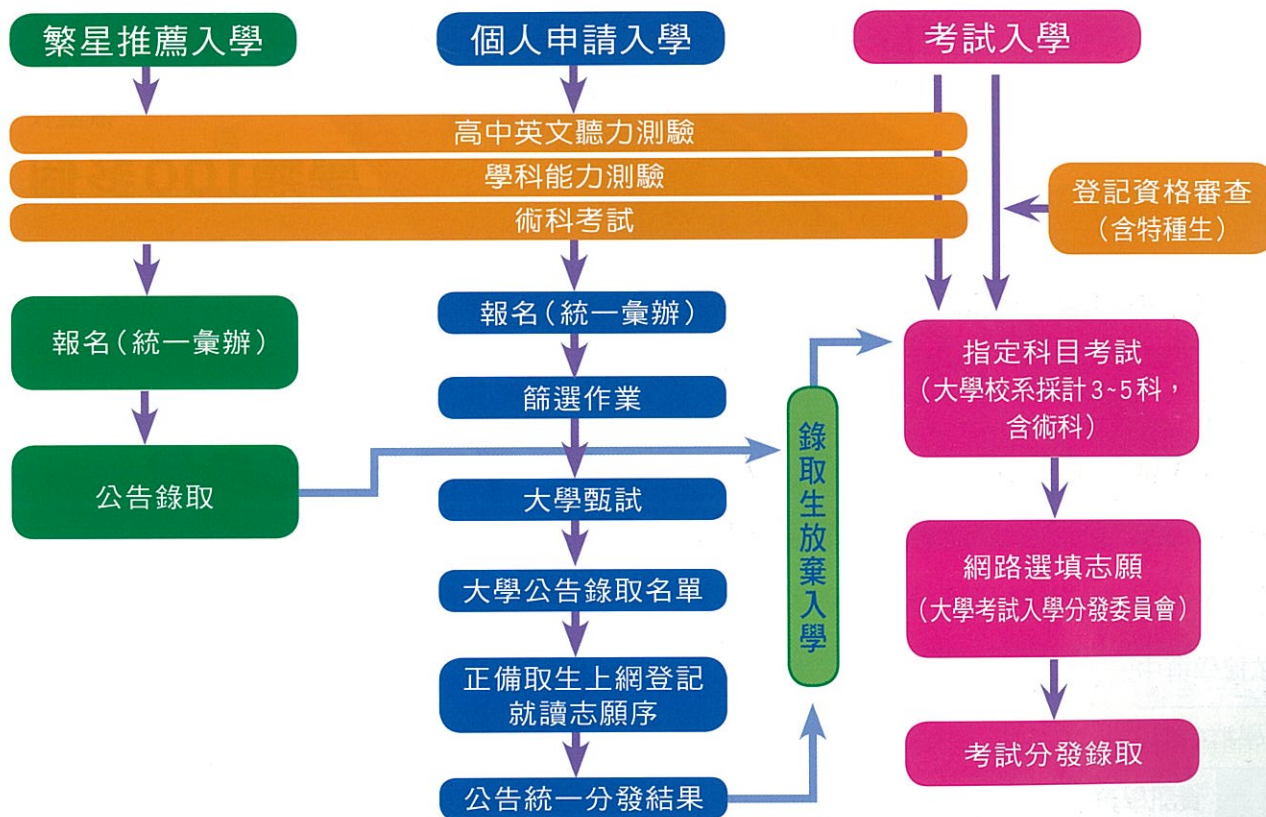 繁星推薦入學
個人申請入學
考試入學
高中英文聽力測驗
學科能力測驗
術科考試
登記資格審查
(含特種生)
報名(統一彙辦)
公告錄取
報名(統一彙辦)
篩選作業
大學甄試
大學公告錄取名單
正備取生上網登記
就讀志願序
公告統一分發結果
錄取生放棄入學
指定科目考試
(大學校系採計3~5科，
含術科)
網路選填志願
(大學考試入學分發委員會)
考試分發錄取